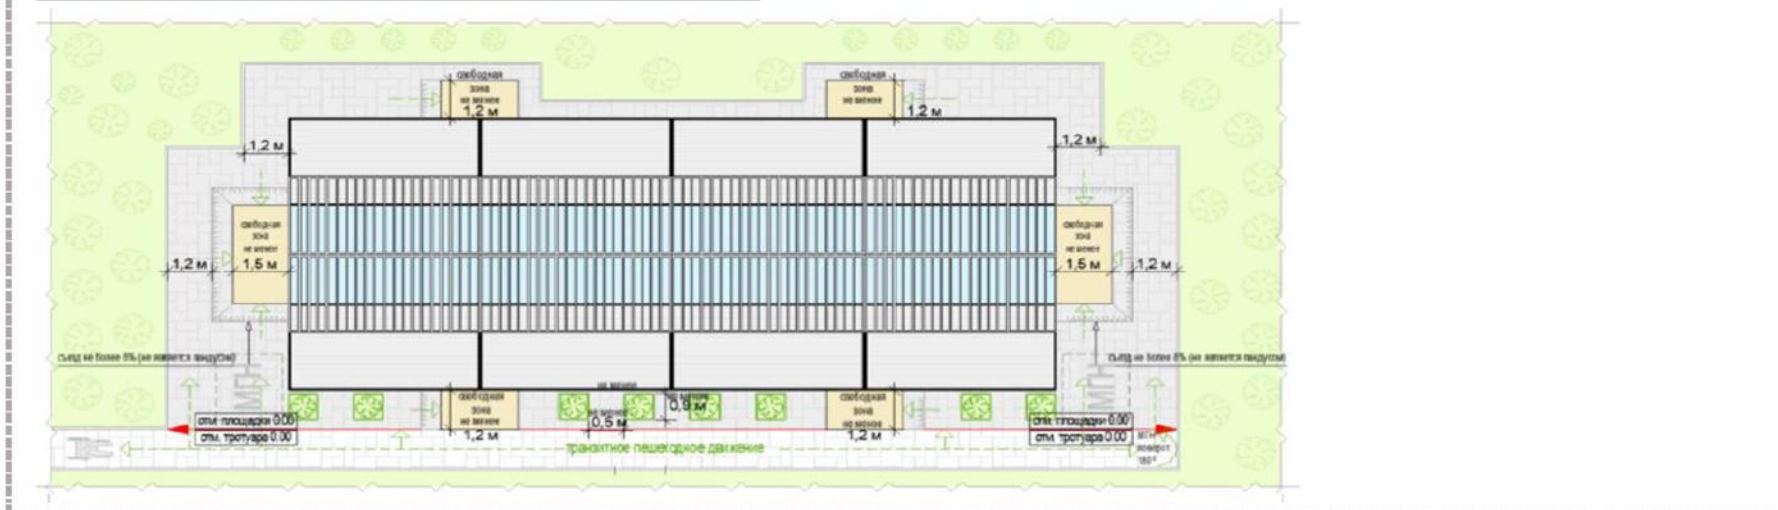 свободная
зона
не менее
1,2 м
свободная
зона
не менее
1,2 м
1,2 м
1,2 м
свободная
зона
не менее
1,5 м
1,2 м
свободная
зона
не менее
1,5 м
1,2 м
съезд не более 8% (не является пандусом)
съезд не более 8% (не является пандусом)
МГН
МГН
свободная
зона
не менее
1,2 м
не менее
0,5 м
не менее
0,9 м
свободная
зона
не менее
1,2 м
отм. площадки 0.00
отм. тротуара 0.00
отм. площадки 0.00
отм. тротуара 0.00
транзитное пешеходное движение
МГН
поворот
180°